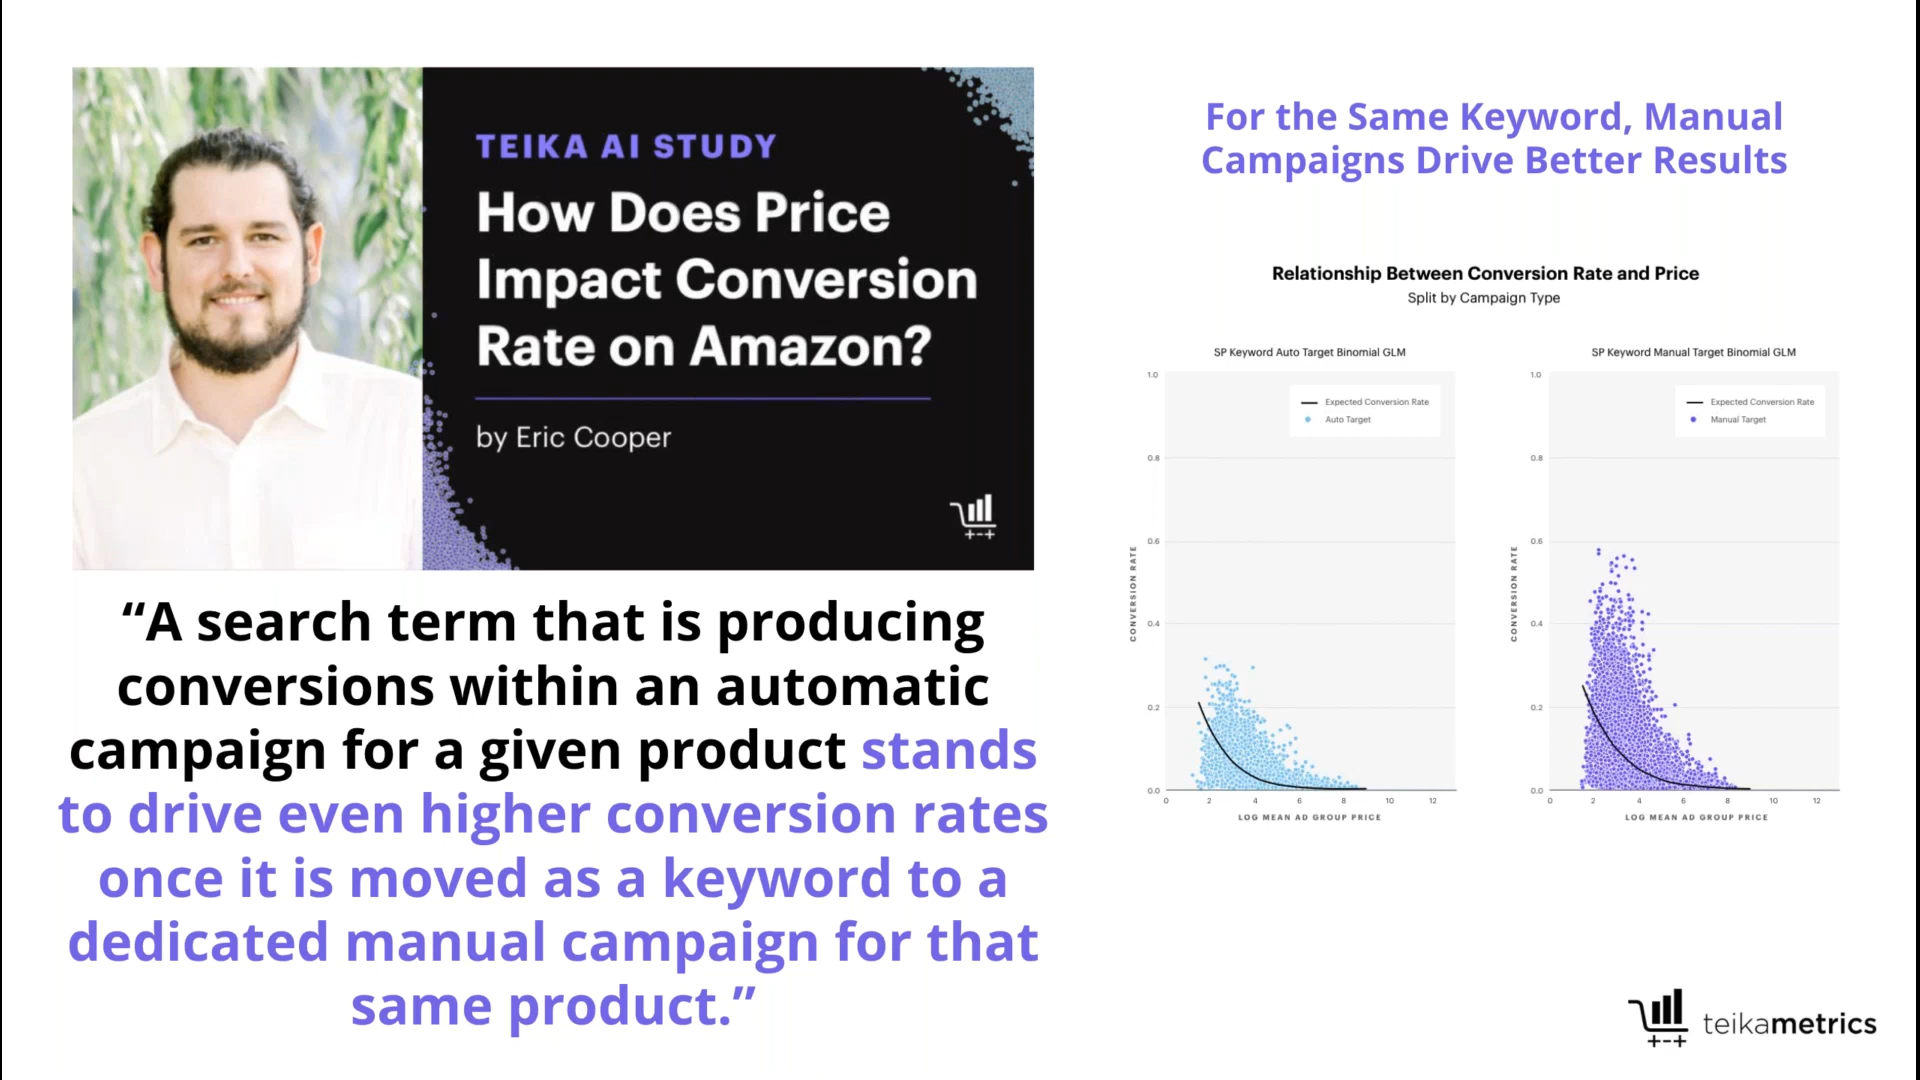 TEIKA AI STUDY
How Does Price
Impact Conversion
Rate on Amazon?
by Eric Cooper
“A search term that is producing
conversions within an automatic
campaign for a given product stands
to drive even higher conversion rates
once it is moved as a keyword to a
dedicated manual campaign for that
same product.”
For the Same Keyword, Manual
Campaigns Drive Better Results
Relationship Between Conversion Rate and Price
Split by Campaign Type
SP Keyword Auto Target Binomial GLM
Expected Conversion Rate
Auto Target
1.0
0.8
0.6
0.4
0.2
0.0
CONVERSION RATE
0 2 4 6 8 10 12
LOG MEAN AD GROUP PRICE
SP Keyword Manual Target Binomial GLM
Expected Conversion Rate
Manual Target
1.0
0.8
0.6
0.4
0.2
0.0
CONVERSION RATE
0 2 4 6 8 10 12
LOG MEAN AD GROUP PRICE
teikametrics